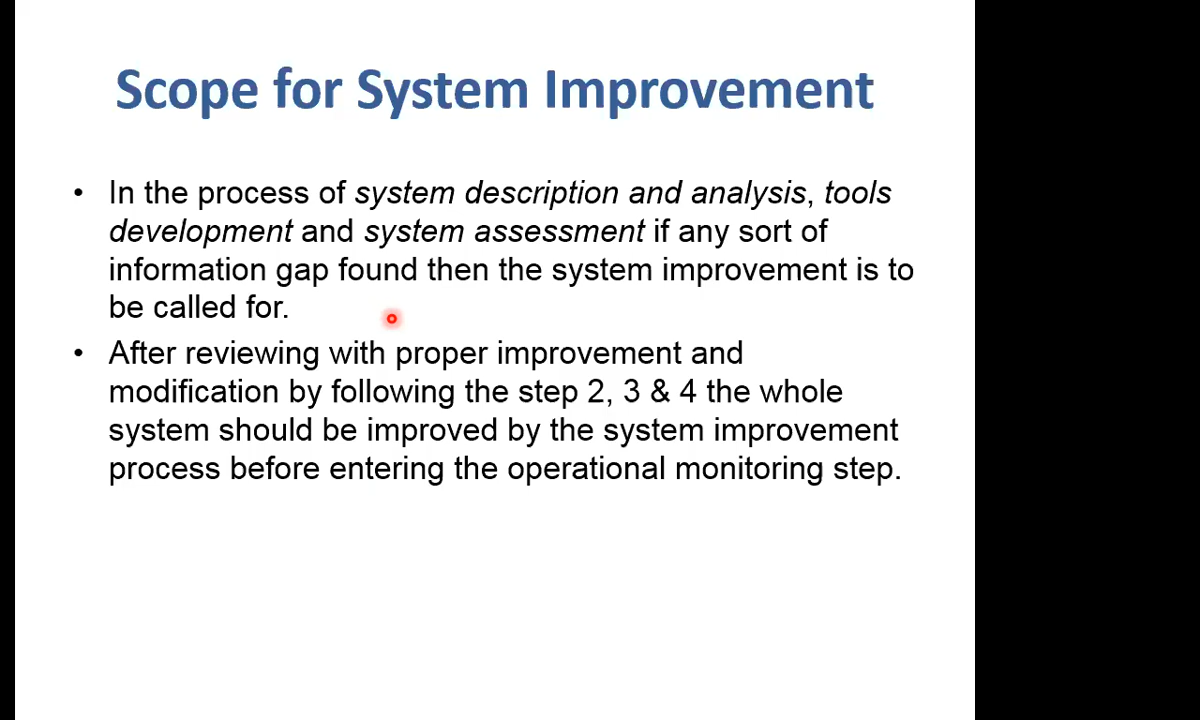 Scope for System Improvement
• In the process of system description and analysis, tools
development and system assessment if any sort of
information gap found then the system improvement is to
be called for.
• After reviewing with proper improvement and
modification by following the step 2, 3 & 4 the whole
system should be improved by the system improvement
process before entering the operational monitoring step.